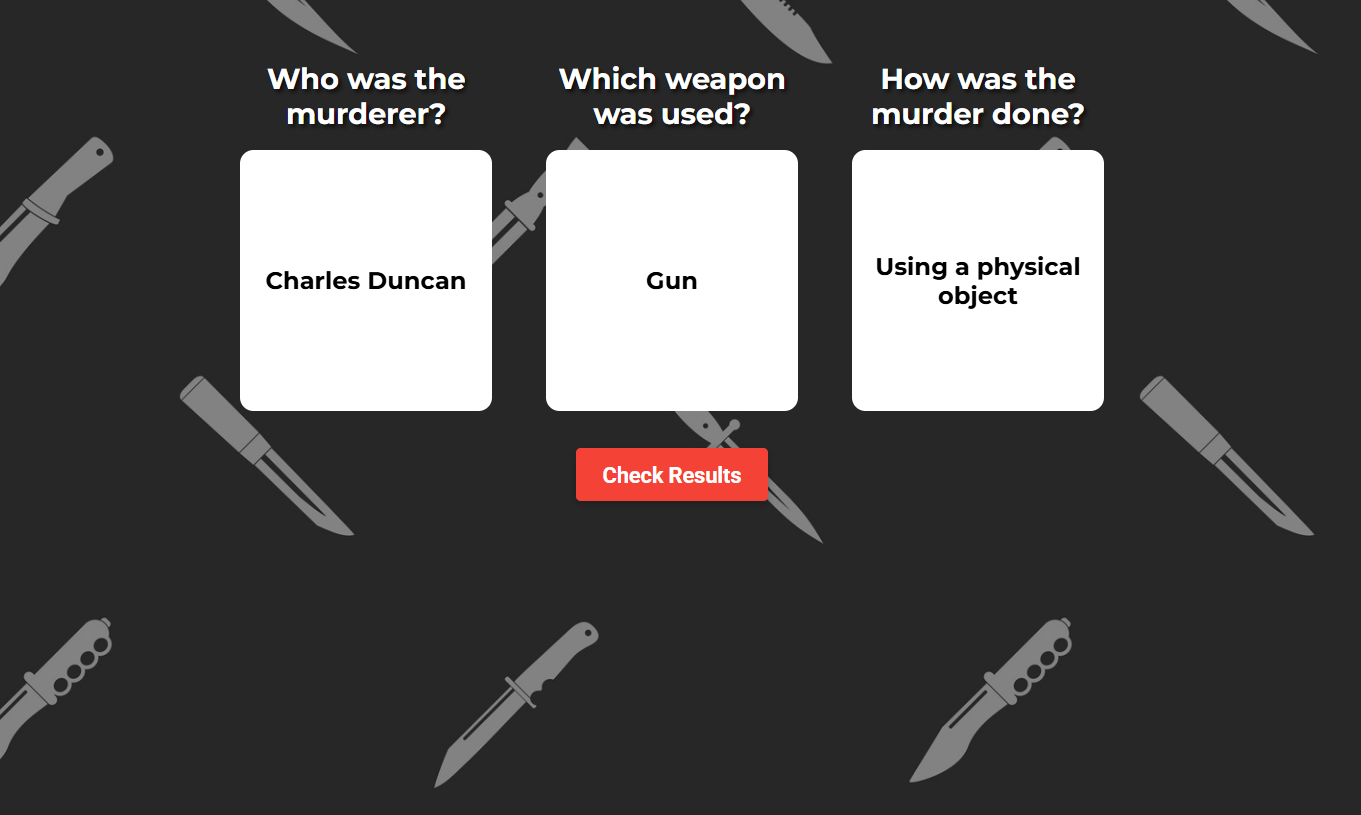 Who was the
murderer?
Which weapon
was used?
How was the
murder done?
Charles Duncan
Gun
Using a physical
object
Check Results